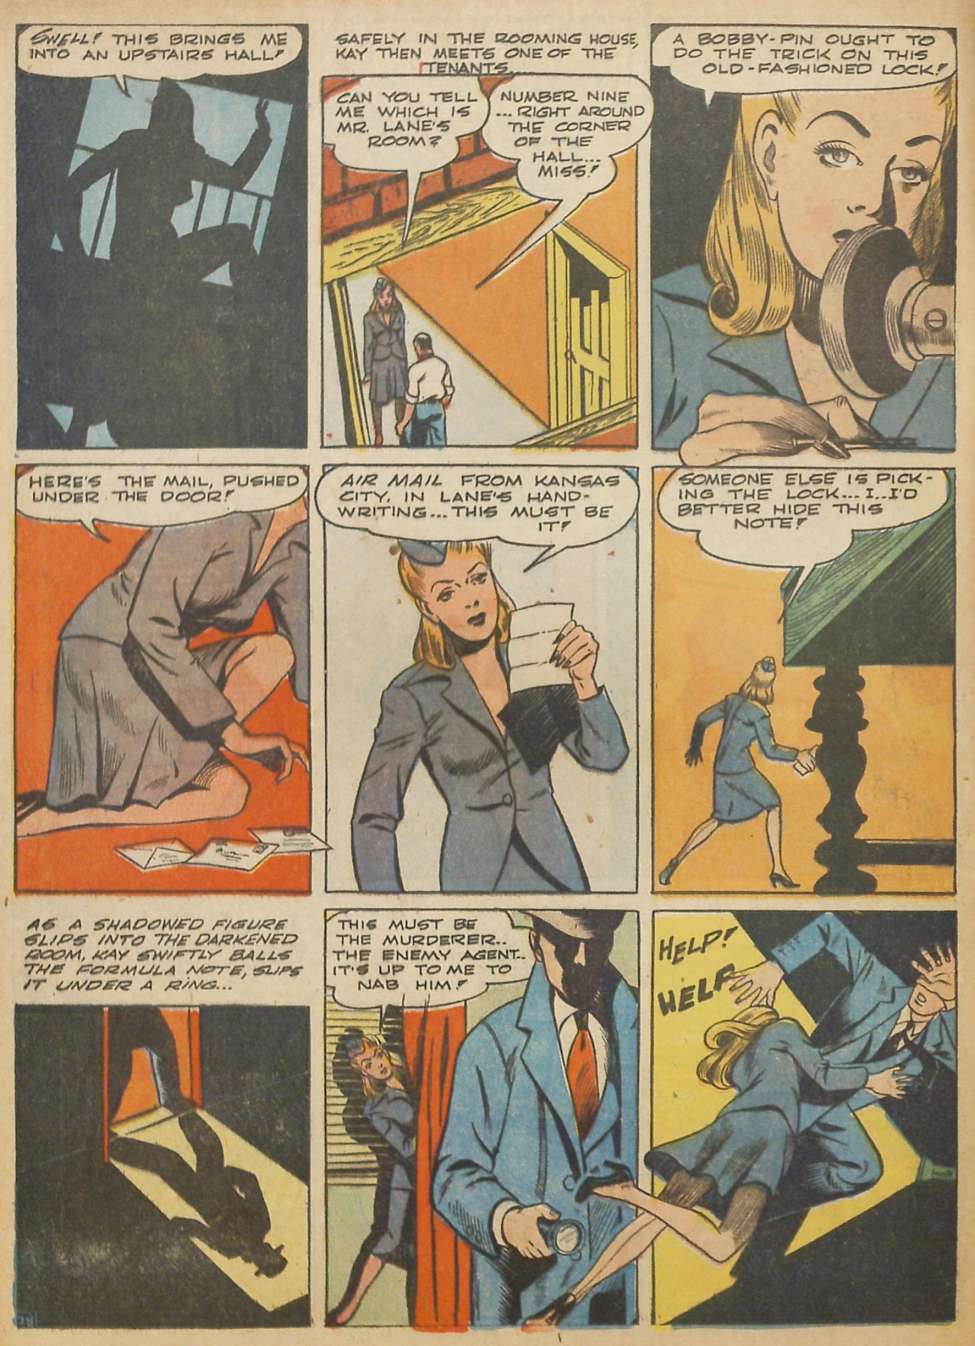 SWELL! THIS BRINGS ME
INTO AN UPSTAIRS HALL!
SAFELY IN THE ROOMING HOUSE,
KAY THEN MEETS ONE OF THE
TENANTS...
CAN YOU TELL
ME WHICH IS
MR. LANE'S
ROOM?
NUMBER NINE
...RIGHT AROUND
THE CORNER
OF THE
HALL...
MISS!
A BOBBY-PIN OUGHT TO
DO THE TRICK ON THIS
OLD-FASHIONED LOCK!
HERE'S THE MAIL, PUSHED
UNDER THE DOOR!
AIR MAIL FROM KANSAS
CITY, IN LANE'S HAND-
WRITING...THIS MUST BE
IT!
SOMEONE ELSE IS PICK-
ING THE LOCK...I..I'D
BETTER HIDE THIS
NOTE!
AS A SHADOWED FIGURE
SLIPS INTO THE DARKENED
ROOM, KAY SWIFTLY BALLS
THE FORMULA NOTE, SLIPS
IT UNDER A RING...
THIS MUST BE
THE MURDERER..
THE ENEMY AGENT..
IT'S UP TO ME TO
NAB HIM!
HELP!
HELP